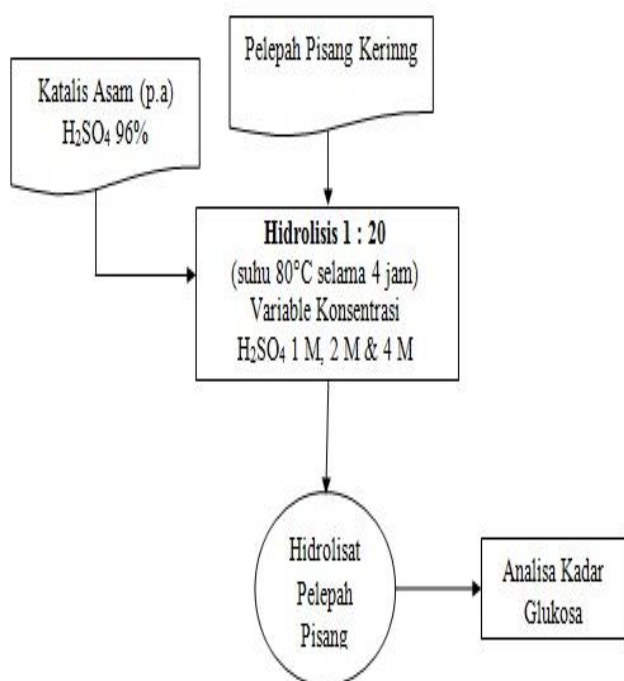 Pelepah Pisang Kerinng
Katalis Asam (p.a)
H₂SO₄ 96%
Hidrolisis 1 : 20
(suhu 80°C selama 4 jam)
Variable Konsentrasi
H₂SO₄ 1 M, 2 M & 4 M
Hidrolisat
Pelepah
Pisang
Analisa Kadar
Glukosa